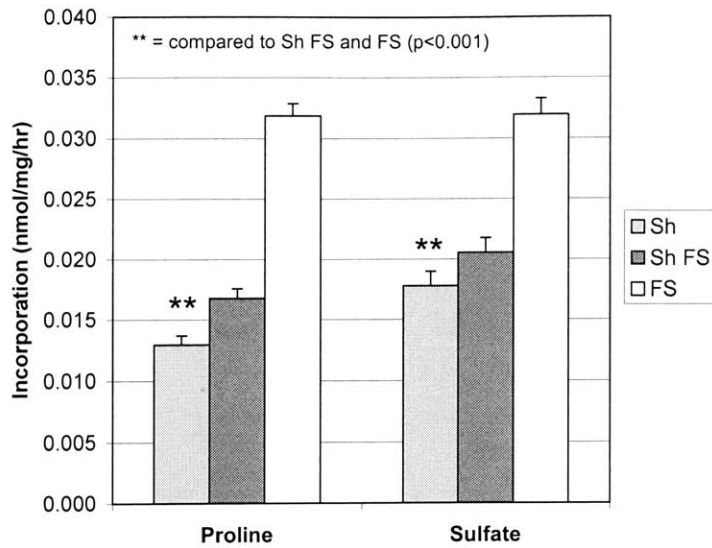 0.040
0.035
0.030
0.025
0.020
0.015
0.010
0.005
0.000
Incorporation (nmol/mg/hr)
** = compared to Sh FS and FS (p<0.001)
**
**
Proline
Sulfate
Sh
Sh FS
FS